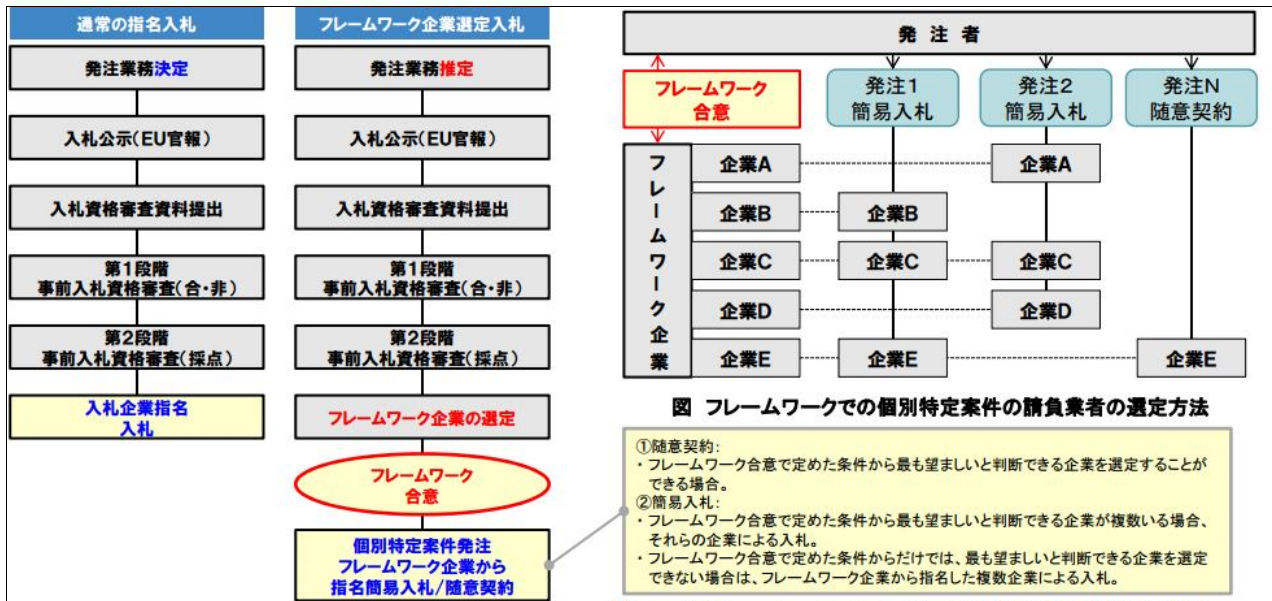 通常の指名入札
発注業務決定
入札公示(EU官報)
入札資格審査資料提出
第1段階
事前入札資格審査(合・非)
第2段階
事前入札資格審査(採点)
入札企業指名
入札
フレームワーク企業選定入札
発注業務推定
入札公示(EU官報)
入札資格審査資料提出
第1段階
事前入札資格審査(合・非)
第2段階
事前入札資格審査(採点)
フレームワーク企業の選定
フレームワーク
合意
個別特定案件発注
フレームワーク企業から
指名簡易入札/随意契約
発注者
フレームワーク
合意
発注1
簡易入札
発注2
簡易入札
発注N
随意契約
フレームワーク企業
企業A
企業A
企業B
企業B
企業C
企業C
企業C
企業D
企業D
企業E
企業E
企業E
図 フレームワークでの個別特定案件の請負業者の選定方法
①随意契約:
・フレームワーク合意で定めた条件から最も望ましいと判断できる企業を選定することが
できる場合。
②簡易入札:
・フレームワーク合意で定めた条件から最も望ましいと判断できる企業が複数いる場合、
それらの企業による入札。
・フレームワーク合意で定めた条件からだけでは、最も望ましいと判断できる企業を選定
できない場合は、フレームワーク企業から指名した複数企業による入札。